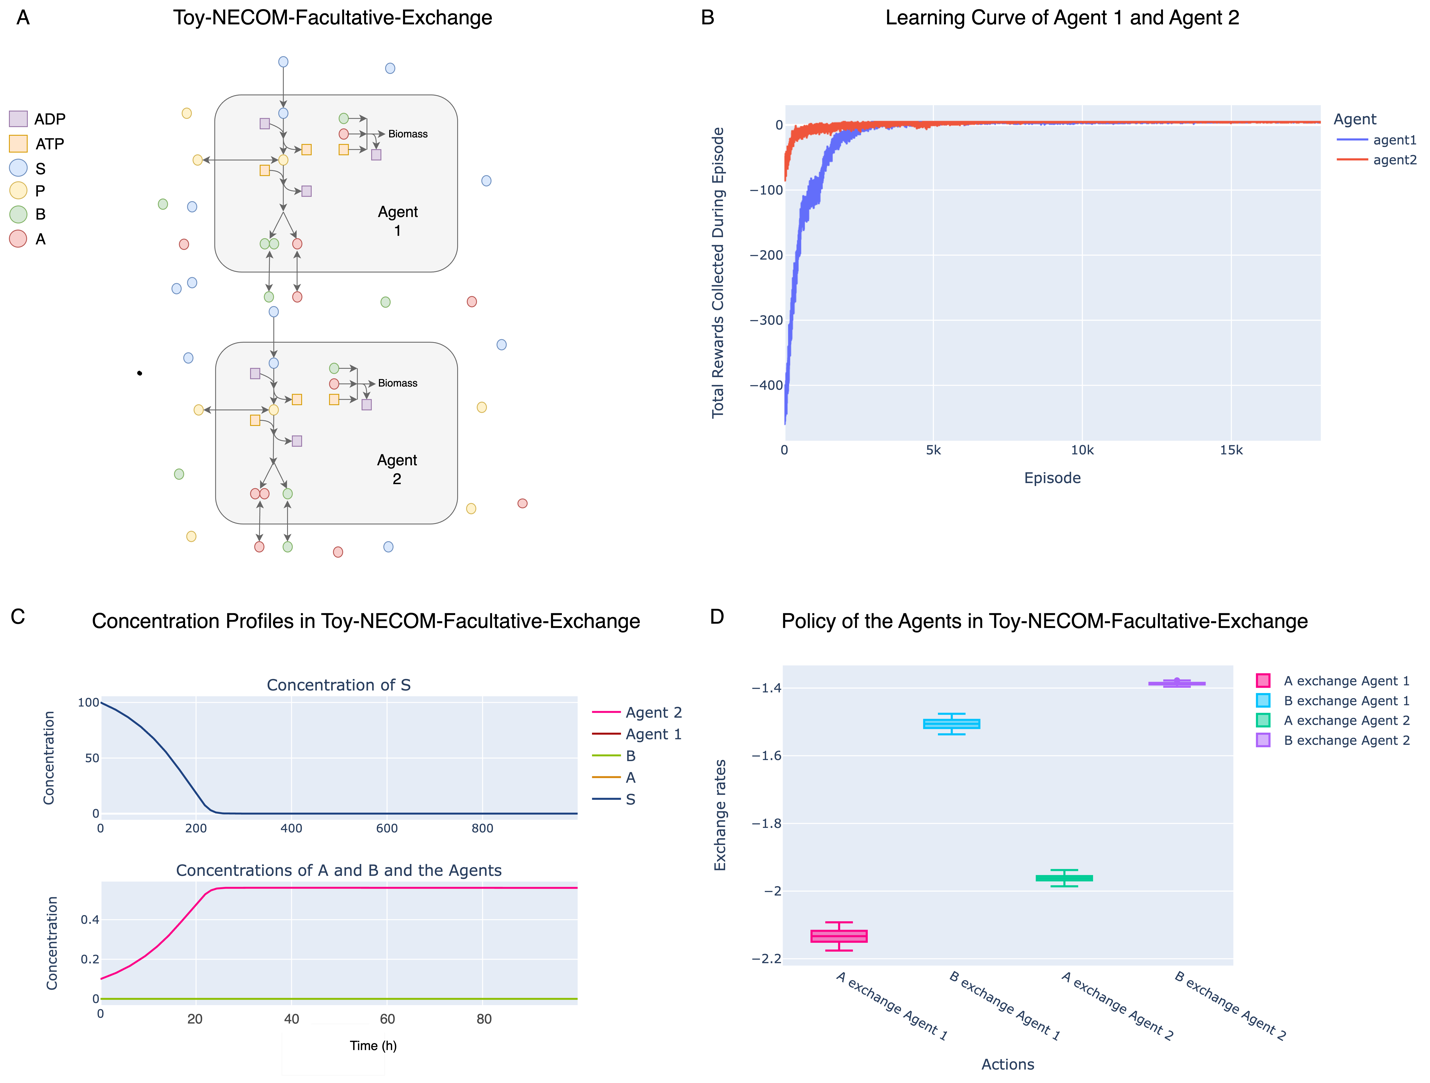 A
Toy-NECOM-Facultative-Exchange
ADP
ATP
S
P
B
A
Biomass
Agent
1
Biomass
Agent
2
B
Learning Curve of Agent 1 and Agent 2
Total Rewards Collected During Episode
0
−100
−200
−300
−400
0
5k
10k
15k
Episode
Agent
agent1
agent2
C
Concentration Profiles in Toy-NECOM-Facultative-Exchange
Concentration of S
Concentration
100
50
0
0
200
400
600
800
Agent 2
Agent 1
B
A
S
Concentrations of A and B and the Agents
Concentration
0.4
0.2
0
0
20
40
60
80
Time (h)
D
Policy of the Agents in Toy-NECOM-Facultative-Exchange
Exchange rates
−1.4
−1.6
−1.8
−2
−2.2
A exchange Agent 1
B exchange Agent 1
A exchange Agent 2
B exchange Agent 2
Actions
A exchange Agent 1
B exchange Agent 1
A exchange Agent 2
B exchange Agent 2